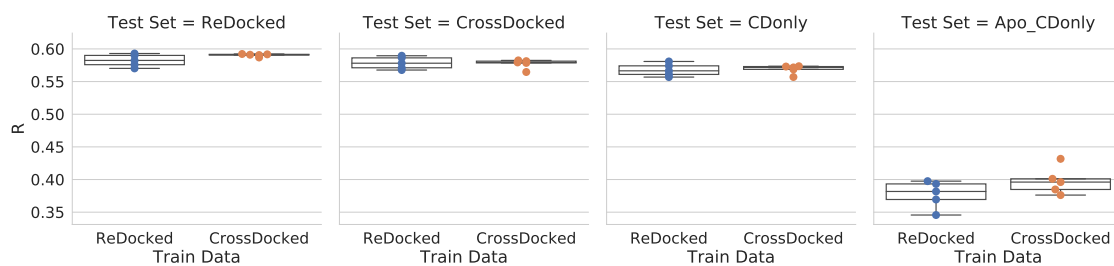 Test Set = ReDocked
Test Set = CrossDocked
Test Set = CDonly
Test Set = Apo_CDonly
R
0.60
0.55
0.50
0.45
0.40
0.35
ReDocked CrossDocked
Train Data
ReDocked CrossDocked
Train Data
ReDocked CrossDocked
Train Data
ReDocked CrossDocked
Train Data